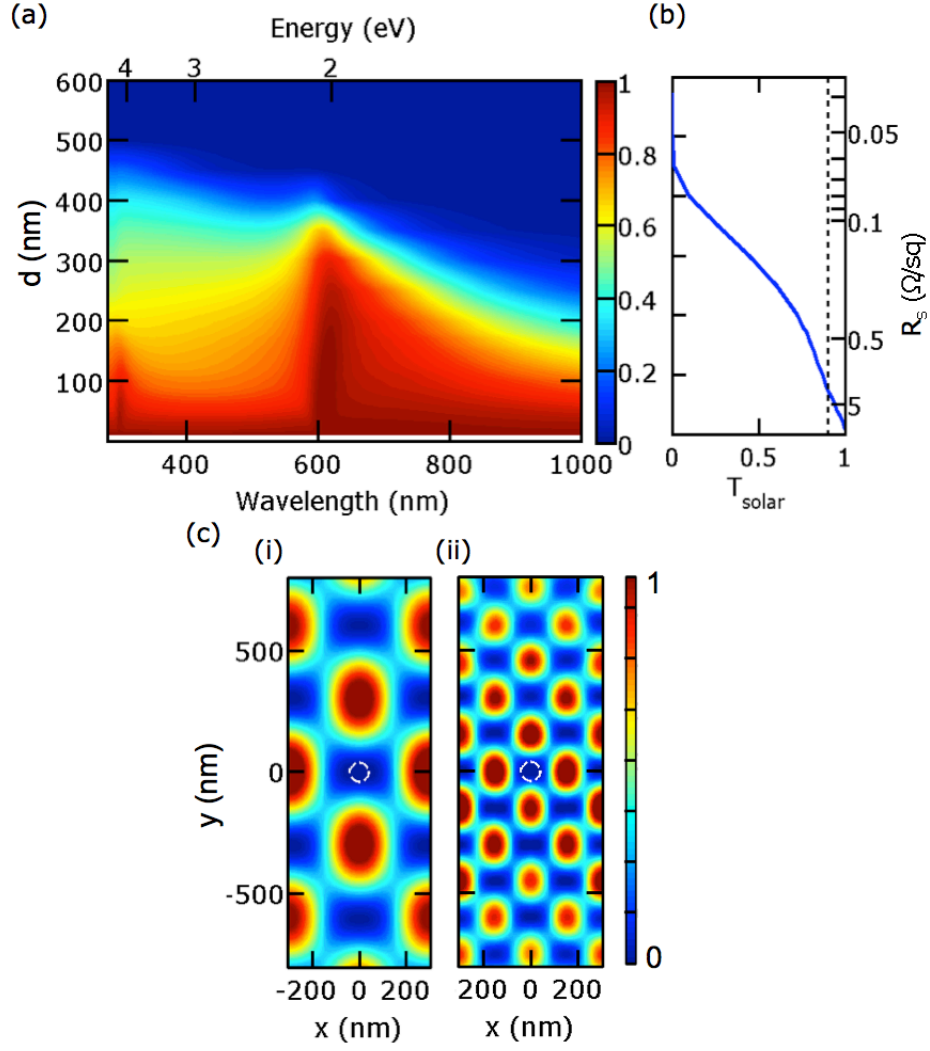 (a)
Energy (eV)
4 3 2
600
500
400
300
200
100
d (nm)
400 600 800 1000
Wavelength (nm)
1
0.8
0.6
0.4
0.2
0
(b)
0.05
0.1
0.5
5
R_s (Ω/sq)
0 0.5 1
T_solar
(c)
(i)
(ii)
500
0
-500
y (nm)
-200 0 200
x (nm)
-200 0 200
x (nm)
1
0